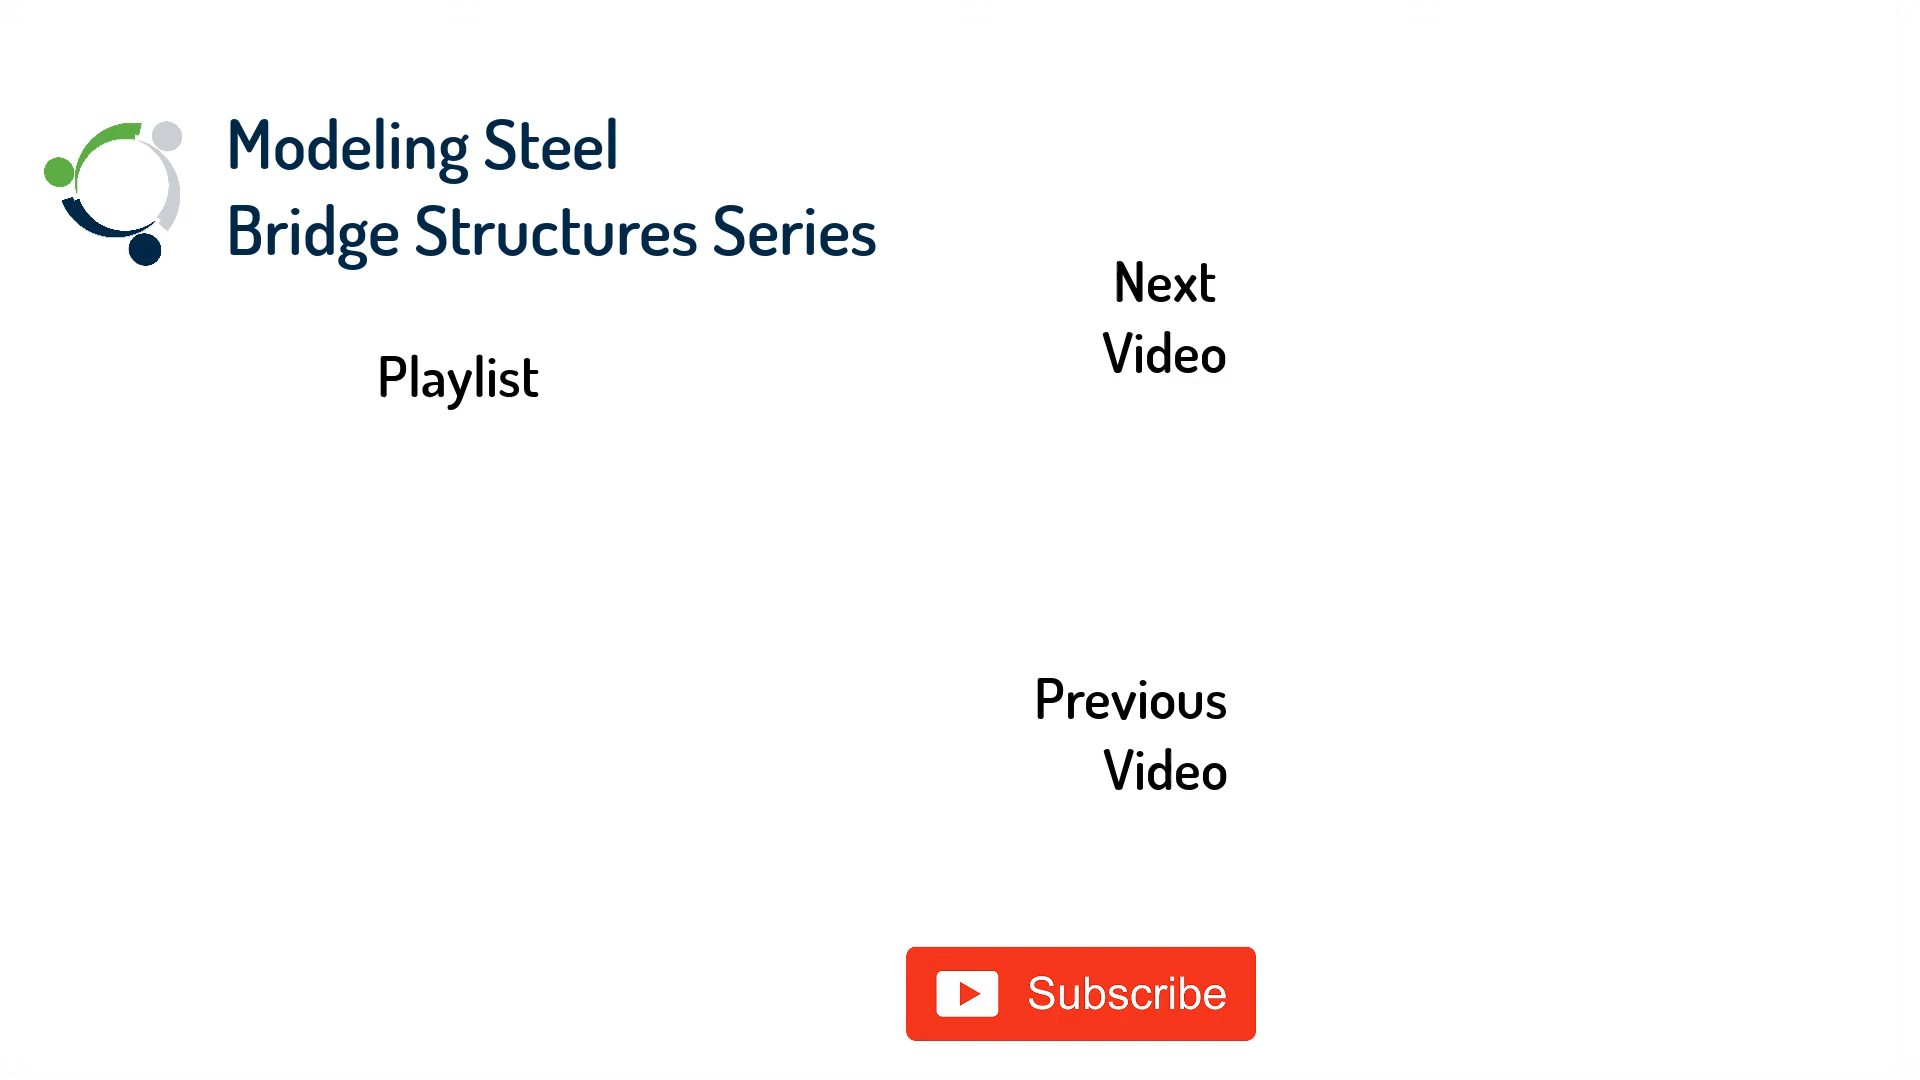 Modeling Steel
Bridge Structures Series
Playlist
Next
Video
Previous
Video
Subscribe